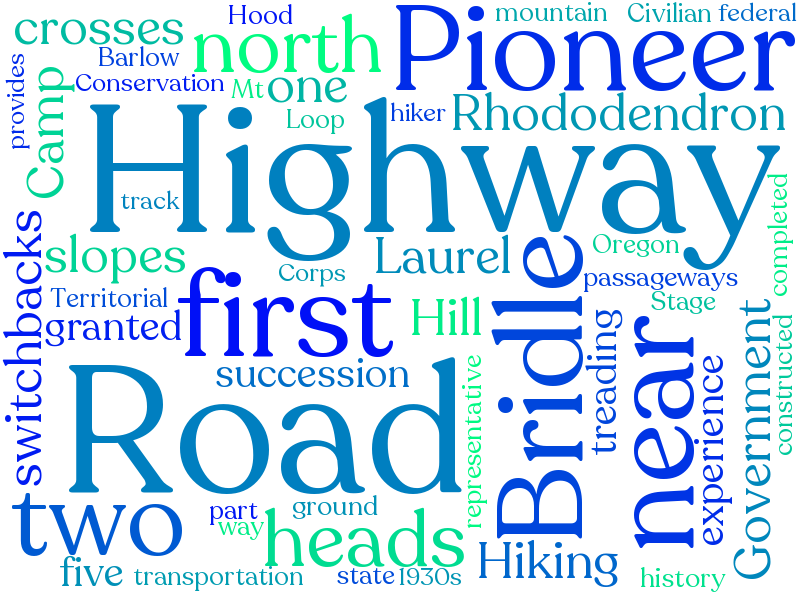 Hood
mountain
Civilian
federal
crosses
north
Pioneer
Barlow
Conservation
Mt
one
hiker
Rhododendron
provides
Camp
Loop
Highway
track
completed
switchbacks
slopes
Corps
Laurel
Oregon
passageways
Territorial
granted
first
Hill
Bridle
Stage
near
treading
Government
constructed
succession
representative
experience
Road
two
part
way
ground
heads
Hiking
five
transportation
state
1930s
history